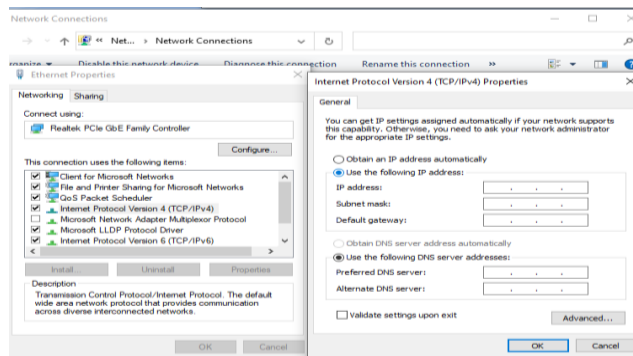 Network Connections
« Net... › Network Connections
Organize Disable this network device Diagnose this connection Rename this connection »
Ethernet Properties
Networking Sharing
Connect using:
Realtek PCIe GbE Family Controller
Configure...
This connection uses the following items:
Client for Microsoft Networks
File and Printer Sharing for Microsoft Networks
QoS Packet Scheduler
Internet Protocol Version 4 (TCP/IPv4)
Microsoft Network Adapter Multiplexor Protocol
Microsoft LLDP Protocol Driver
Internet Protocol Version 6 (TCP/IPv6)
Install... Uninstall Properties
Description
Transmission Control Protocol/Internet Protocol. The default
wide area network protocol that provides communication
across diverse interconnected networks.
OK Cancel
Internet Protocol Version 4 (TCP/IPv4) Properties
General
You can get IP settings assigned automatically if your network supports
this capability. Otherwise, you need to ask your network administrator
for the appropriate IP settings.
Obtain an IP address automatically
Use the following IP address:
IP address: . . .
Subnet mask: . . .
Default gateway: . . .
Obtain DNS server address automatically
Use the following DNS server addresses:
Preferred DNS server: . . .
Alternate DNS server: . . .
Validate settings upon exit
Advanced...
OK Cancel